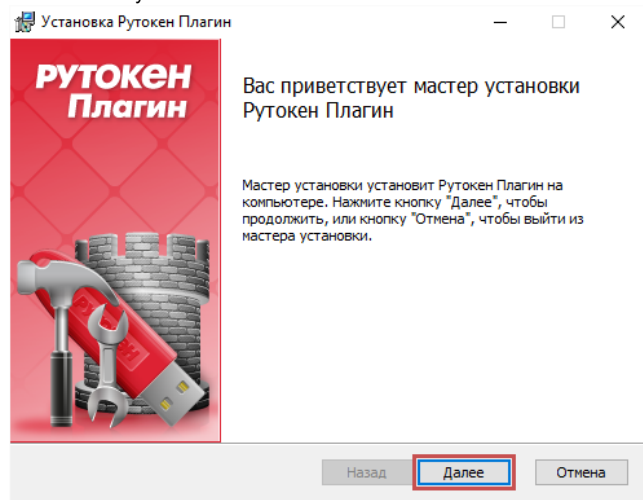 Установка Рутокен Плагин
рутокен
Плагин
Вас приветствует мастер установки
Рутокен Плагин
Мастер установки установит Рутокен Плагин на
компьютере. Нажмите кнопку "Далее", чтобы
продолжить, или кнопку "Отмена", чтобы выйти из
мастера установки.
Назад Далее Отмена